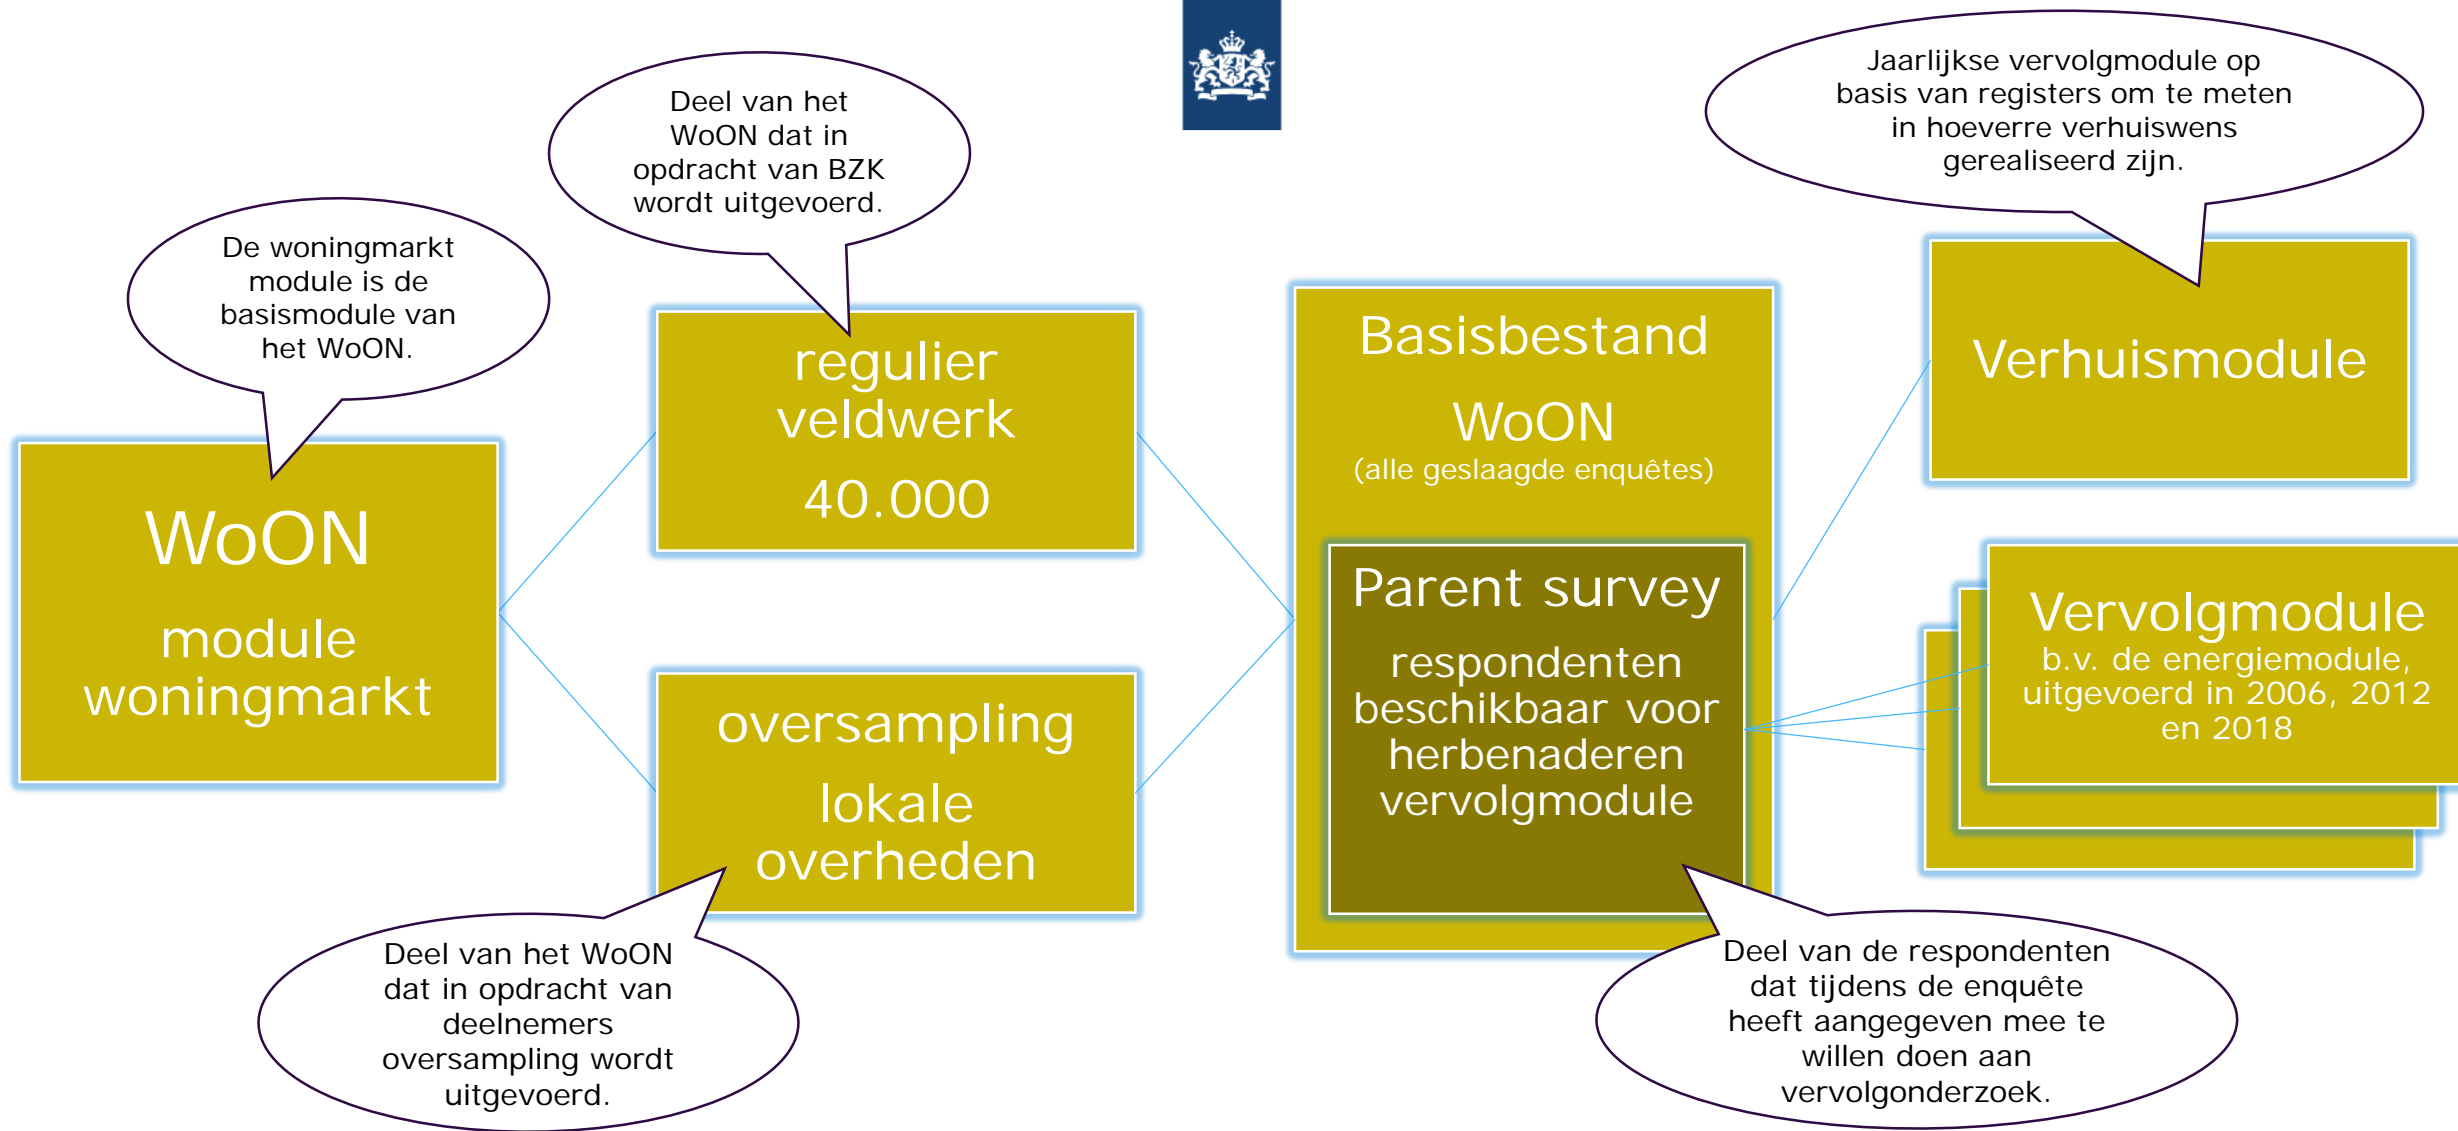 De woningmarkt
module is de
basismodule van
het WoON.
WoON
module
woningmarkt
Deel van het
WoON dat in
opdracht van BZK
wordt uitgevoerd.
regulier
veldwerk
40.000
oversampling
lokale
overheden
Deel van het WoON
dat in opdracht van
deelnemers
oversampling wordt
uitgevoerd.
Basisbestand
WoON
(alle geslaagde enquêtes)
Parent survey
respondenten
beschikbaar voor
herbenaderen
vervolgmodule
Deel van de respondenten
dat tijdens de enquête
heeft aangegeven mee te
willen doen aan
vervolgonderzoek.
Jaarlijkse vervolgmodule op
basis van registers om te meten
in hoeverre verhuiswens
gerealiseerd zijn.
Verhuismodule
Vervolgmodule
b.v. de energiemodule,
uitgevoerd in 2006, 2012
en 2018